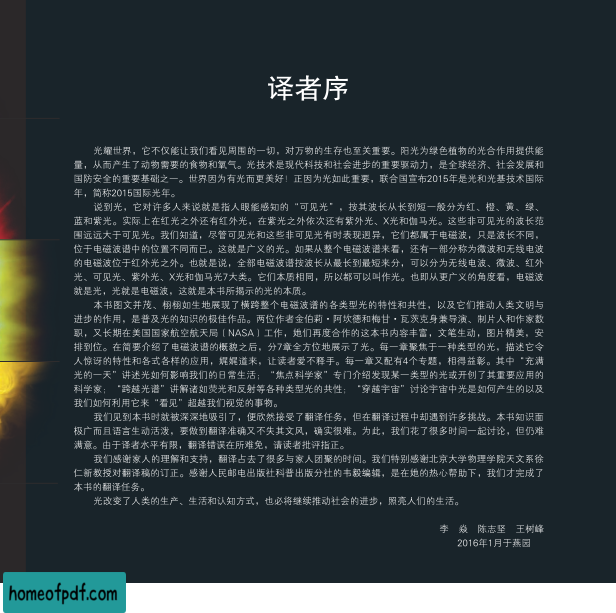 译者序
光耀世界，它不仅能让我们看见周围的一切，对万物的生存也至关重要。阳光为绿色植物的光合作用提供能
量，从而产生了动物需要的食物和氧气。光技术是现代科技和社会进步的重要驱动力，是全球经济、社会发展和
国防安全的重要基础之一。世界因为有光而更美好！正因为光如此重要，联合国宣布2015年是光和光基技术国际
年，简称2015国际光年。
说到光，它对许多人来说就是指人眼能感知的“可见光”，按其波长从长到短一般分为红、橙、黄、绿、
蓝和紫光。实际上在红光之外还有红外光，在紫光之外依次还有紫外光、X光和伽马光。这些非可见光的波长范
围远远大于可见光。我们知道，尽管可见光和这些非可见光有时表现迥异，它们都属于电磁波，只是波长不同，
位于电磁波谱中的位置不同而已。这就是广义的光。如果从整个电磁波谱来看，还有一部分称为微波和无线电波
的电磁波位于红外光之外。也就是说，全部电磁波谱按波长从最长到最短来分，可以分为无线电波、微波、红外
光、可见光、紫外光、X光和伽马光7大类。它们本质相同，所以都可以叫作光。也即从更广义的角度看，电磁波
就是光，光就是电磁波，这就是本书所揭示的光的本质。
本书图文并茂、栩栩如生地展现了横跨整个电磁波谱的各类型光的特性和共性，以及它们推动人类文明与
进步的作用，是普及光的知识的极佳作品。两位作者金伯莉·阿坎德和梅甘·瓦茨克身兼导演、制片人和作家数
职，又长期在美国国家航空航天局（NASA）工作，她们再度合作的这本书内容丰富，文笔生动，图片精美，安
排到位。在简要介绍了电磁波谱的概貌之后，分7章全方位地展示了光。每一章聚焦于一种类型的光，描述它令
人惊讶的特性和各式各样的应用，娓娓道来，让读者爱不释手。每一章又配有4个专题，相得益彰。其中“充满
光的一天”讲述光如何影响我们的日常生活；“焦点科学家”专门介绍发现某一类型的光或开创了其重要应用的
科学家；“跨越光谱”讲解诸如荧光和反射等各种类型光的共性；“穿越宇宙”讨论宇宙中光是如何产生的以及
我们如何利用它来“看见”超越我们视觉的事物。
我们见到本书时就被深深地吸引了，便欣然接受了翻译任务，但在翻译过程中却遇到许多挑战。本书知识面
极广而且语言生动活泼，要做到翻译准确又不失其文风，确实很难。为此，我们花了很多时间一起讨论，但仍难
满意。由于译者水平有限，翻译错误在所难免，请读者批评指正。
我们感谢家人的理解和支持，翻译占去了很多与家人团聚的时间。我们特别感谢北京大学物理学院天文系徐
仁新教授对翻译稿的订正。感谢人民邮电出版社科普出版分社的韦毅编辑，是在她的热心帮助下，我们才完成了
本书的翻译任务。
光改变了人类的生产、生活和认知方式，也必将继续推动社会的进步，照亮人们的生活。
李　焱　陈志坚　王树峰
2016年1月于燕园
homeofpdf.com